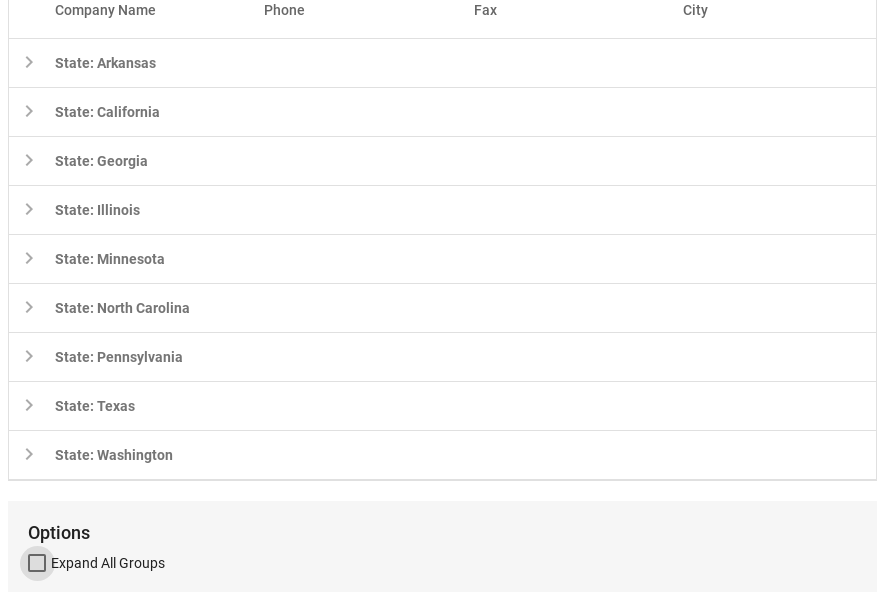 Company Name Phone Fax City
State: Arkansas
State: California
State: Georgia
State: Illinois
State: Minnesota
State: North Carolina
State: Pennsylvania
State: Texas
State: Washington
Options
Expand All Groups